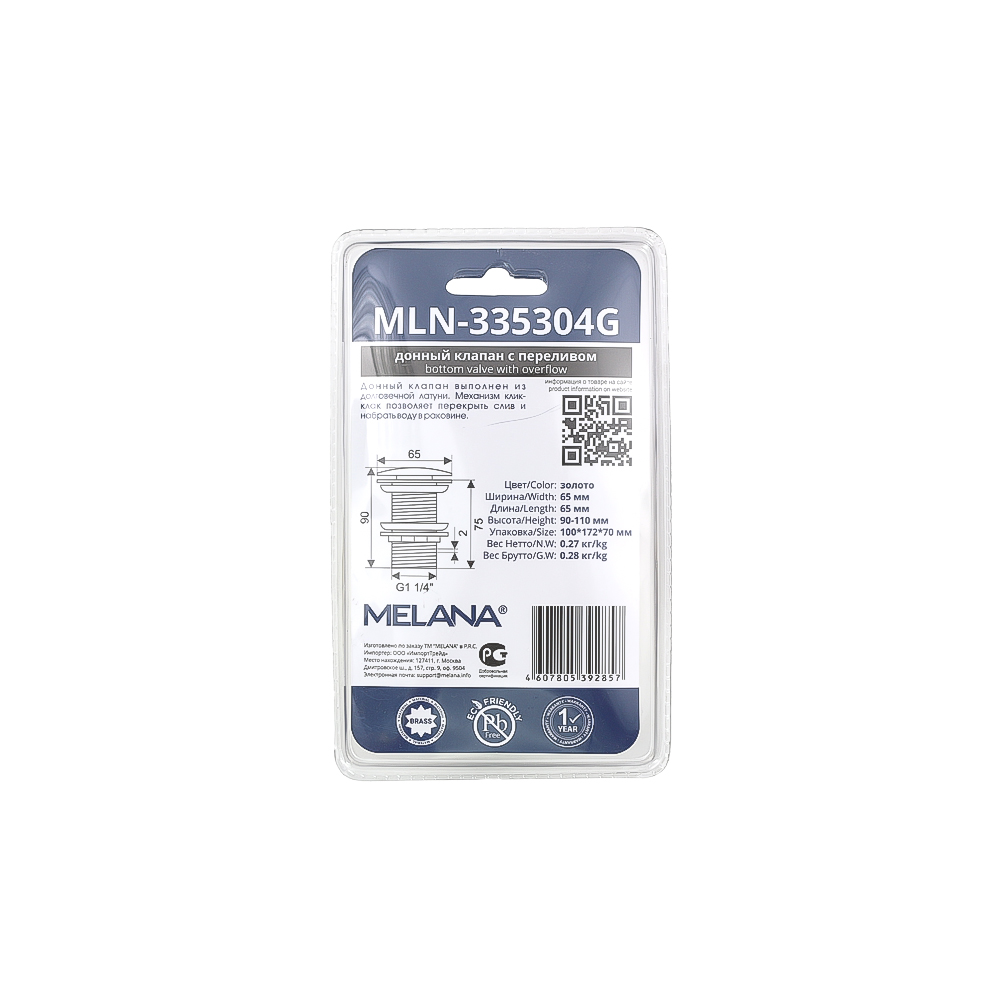 MLN-335304G
донный клапан с переливом
bottom valve with overflow
информация о товаре на сайте
product information on website
Донный клапан выполнен из
долговечной латуни. Механизм клик-
клак позволяет перекрыть слив и
набрать воду в раковине.
65
90
75
2
G1 1/4"
Цвет/Color: золото
Ширина/Width: 65 мм
Длина/Length: 65 мм
Высота/Height: 90-110 мм
Упаковка/Size: 100*172*70 мм
Вес Нетто/N.W: 0.27 кг/kg
Вес Брутто/G.W: 0.28 кг/kg
MELANA®
Изготовлено по заказу ТМ "MELANA" в P.R.C.
Импортер: ООО «ИмпортТрейд»
Место нахождения: 127411, г. Москва
Дмитровское ш., д. 157, стр. 9, оф. 9504
Электронная почта: support@melana.info
РСТ
Добровольная
сертификация
4 607805 392857
BRASS
ECO FRIENDLY
Pb
Free
WARRANTY
1
YEAR